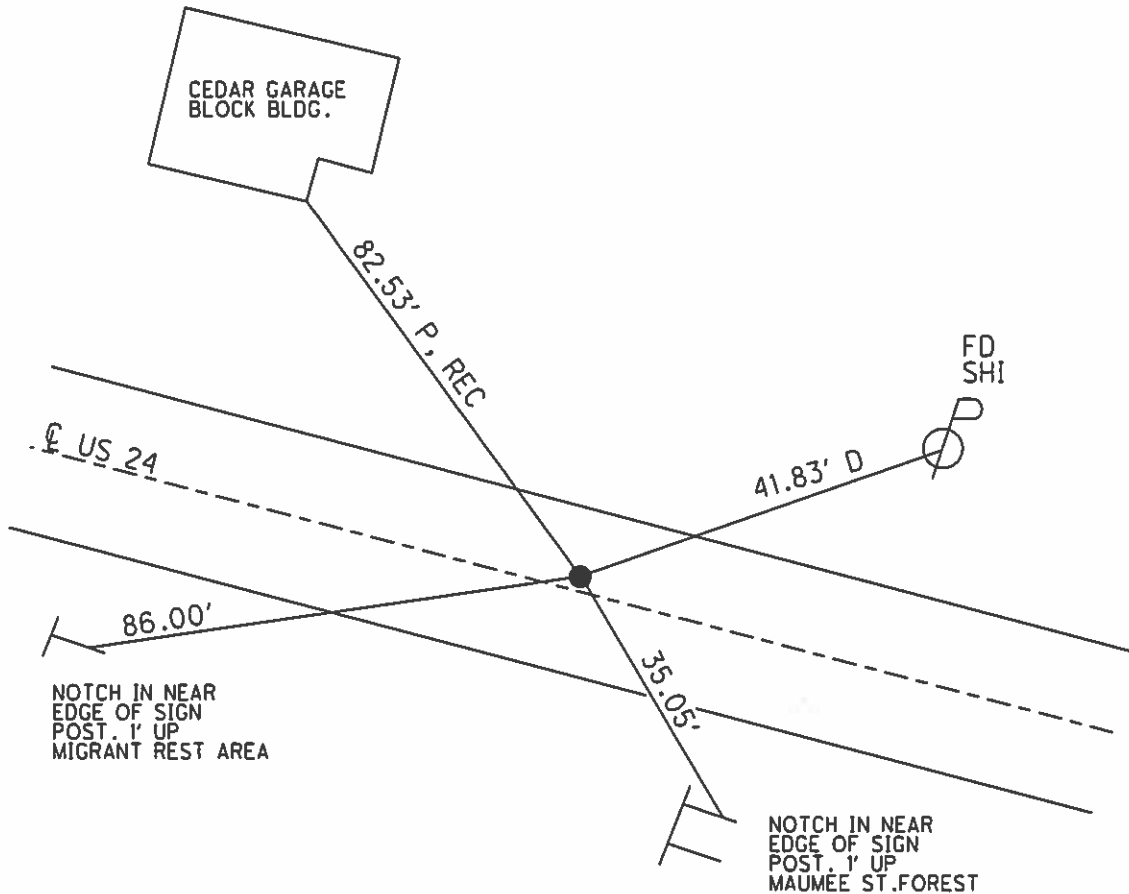 CEDAR GARAGE
BLOCK BLDG.
82.53' P, REC
FD
SHI
℄ US 24
41.83' D
86.00'
35.05'
NOTCH IN NEAR
EDGE OF SIGN
POST. 1' UP
MIGRANT REST AREA
NOTCH IN NEAR
EDGE OF SIGN
POST. 1' UP
MAUMEE ST.FOREST